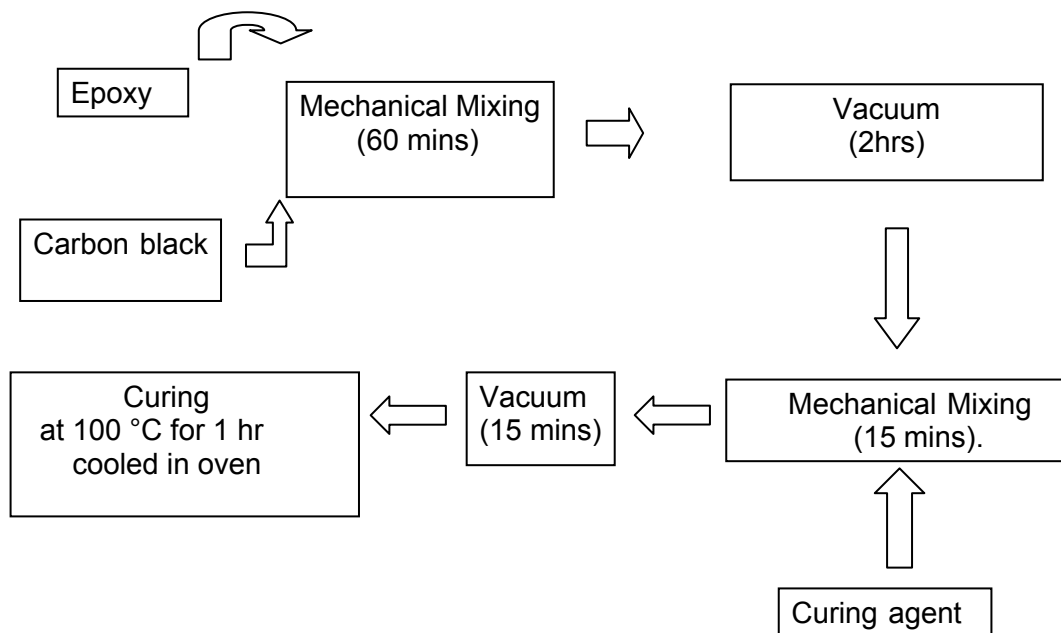 Epoxy
Mechanical Mixing
(60 mins)
Vacuum
(2hrs)
Carbon black
Curing
at 100 °C for 1 hr
cooled in oven
Vacuum
(15 mins)
Mechanical Mixing
(15 mins).
Curing agent